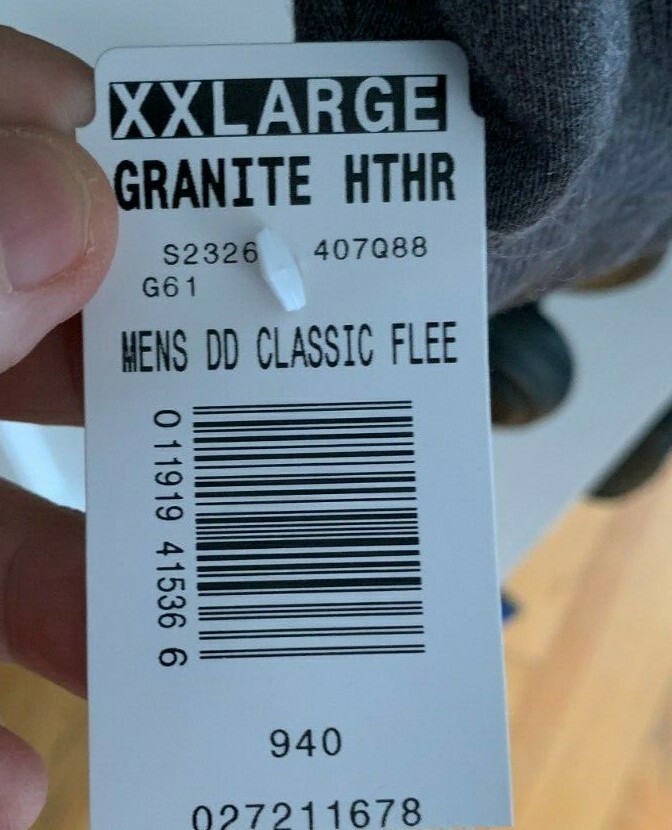 XXLARGE
GRANITE HTHR
S2326 407Q88
G61
MENS DD CLASSIC FLEE
0 11919 41536 6
940
027211678